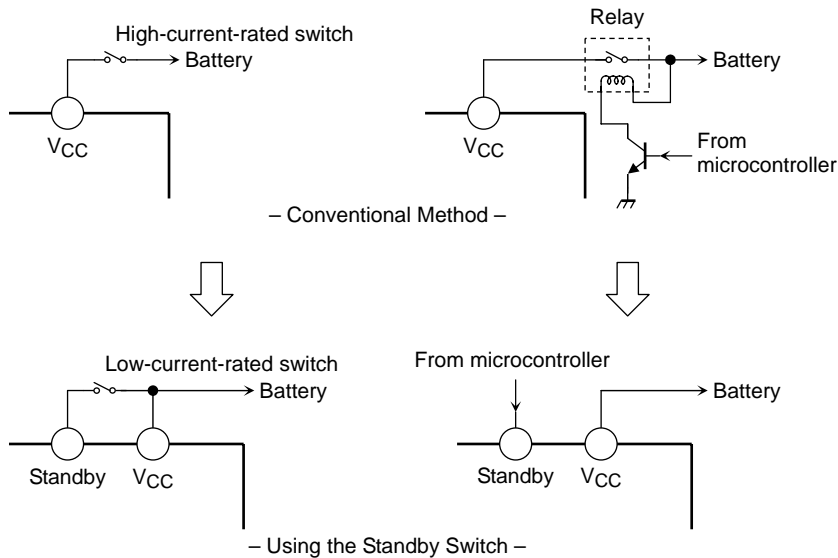 High-current-rated switch
Battery
VCC
Relay
Battery
VCC
From
microcontroller
– Conventional Method –
Low-current-rated switch
Battery
Standby
VCC
From microcontroller
Battery
Standby
VCC
– Using the Standby Switch –